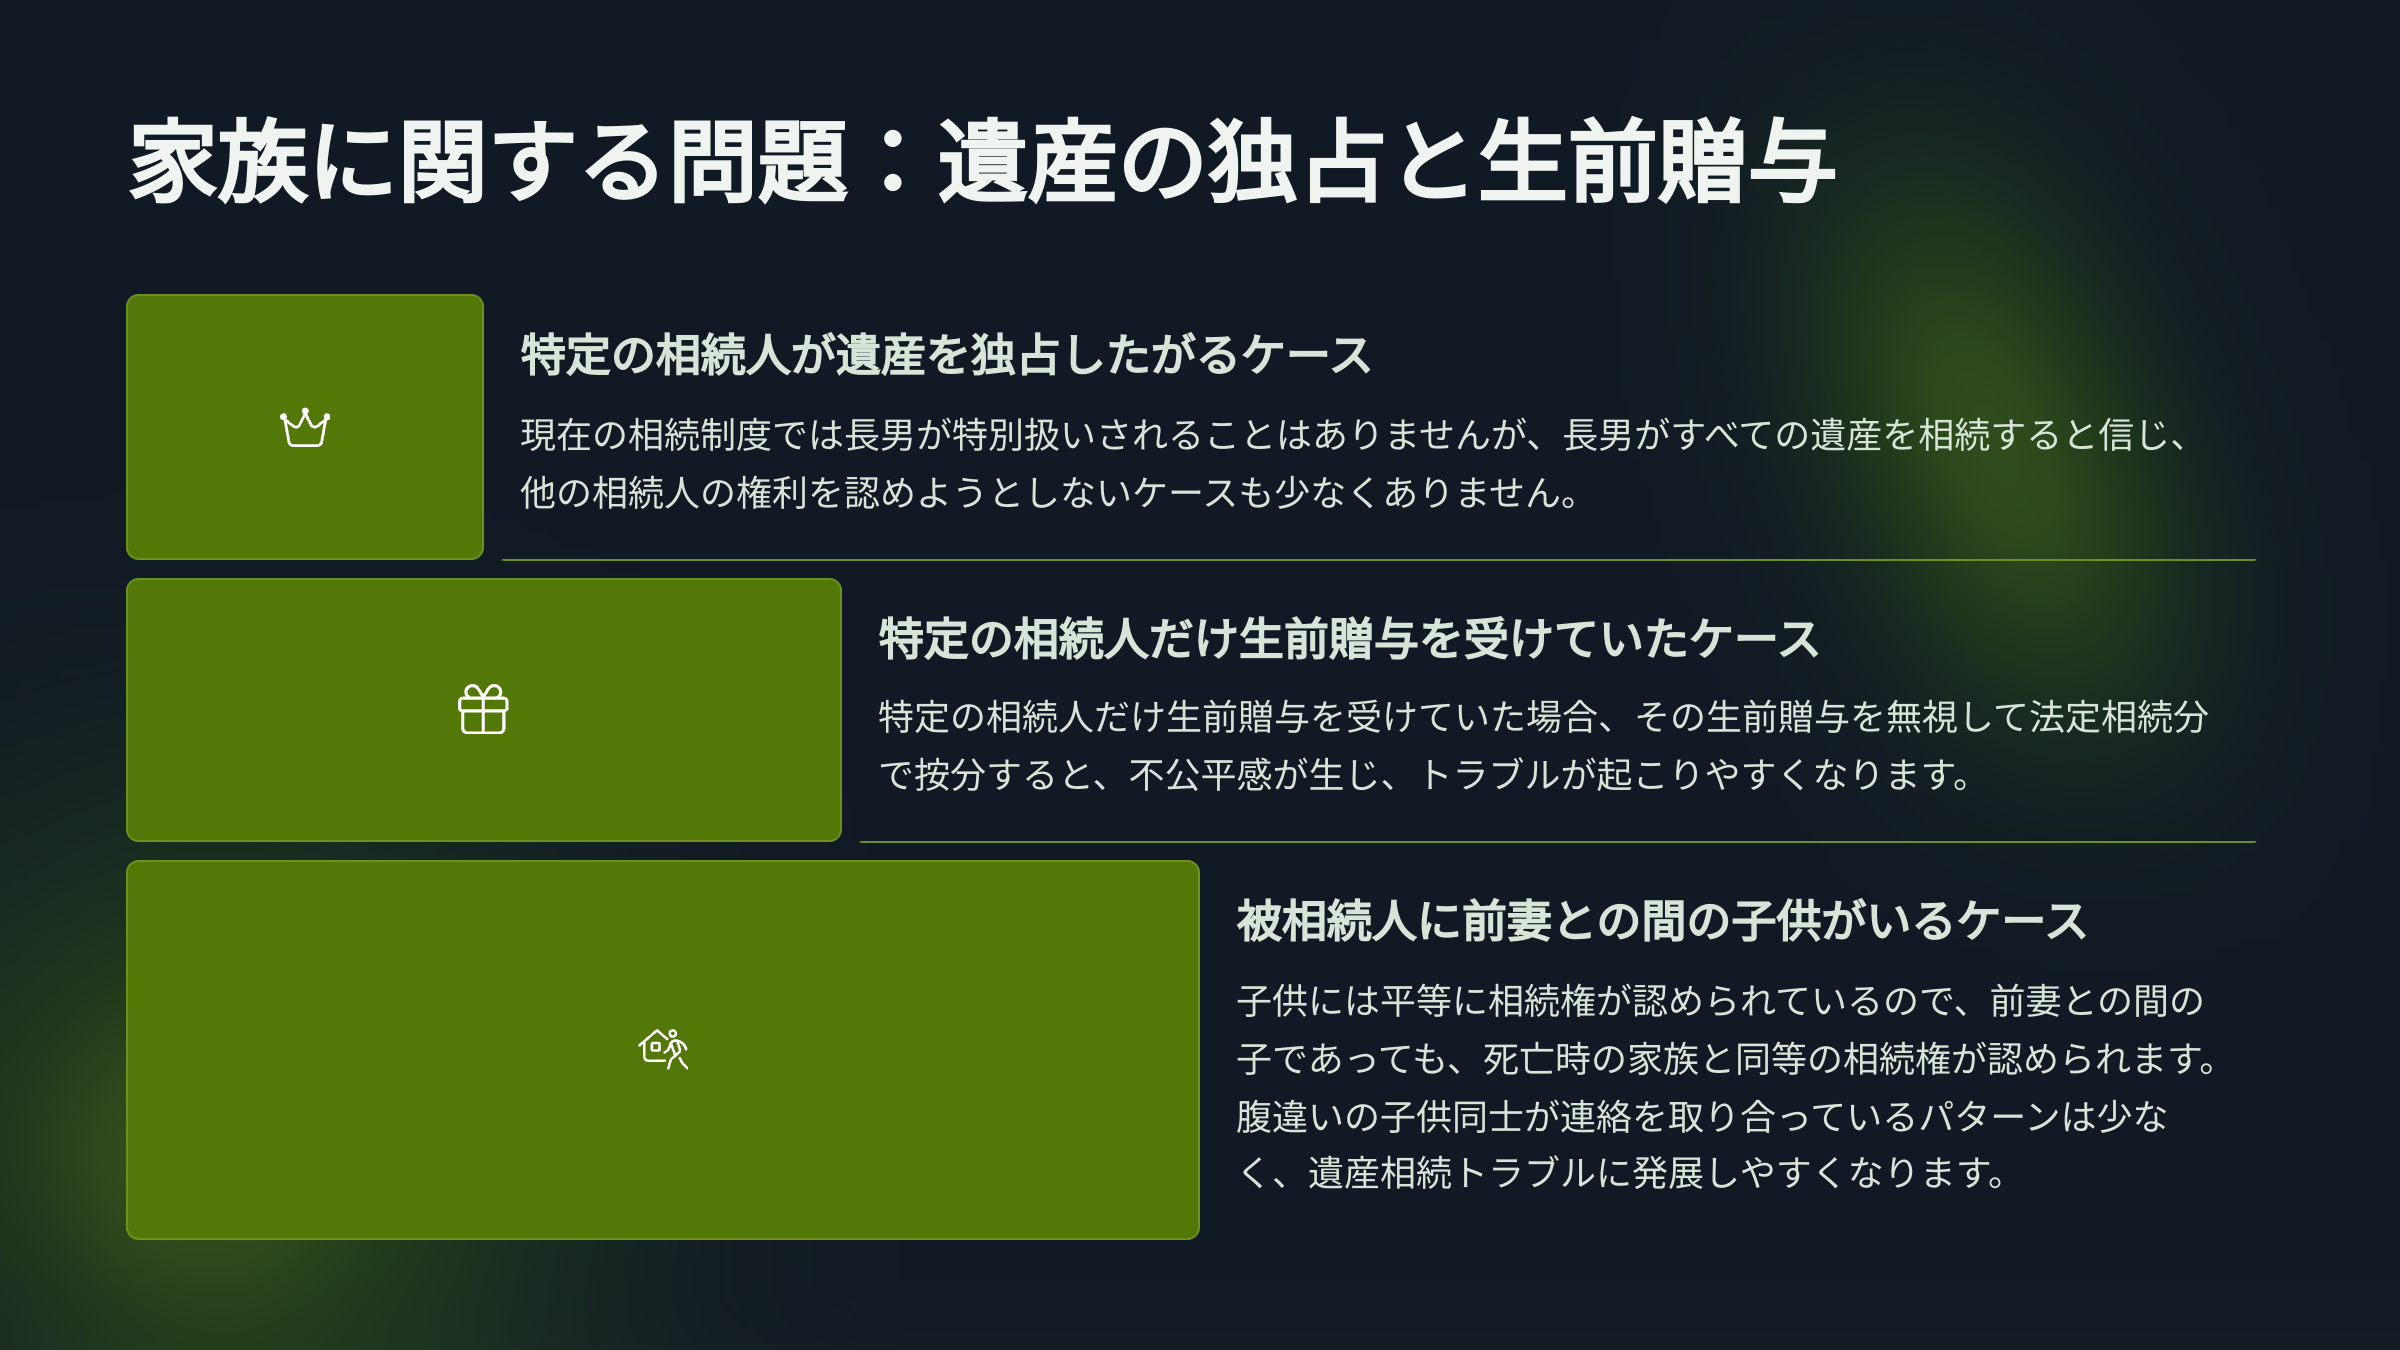 家族に関する問題：遺産の独占と生前贈与
特定の相続人が遺産を独占したがるケース
現在の相続制度では長男が特別扱いされることはありませんが、長男がすべての遺産を相続すると信じ、
他の相続人の権利を認めようとしないケースも少なくありません。
特定の相続人だけ生前贈与を受けていたケース
特定の相続人だけ生前贈与を受けていた場合、その生前贈与を無視して法定相続分
で按分すると、不公平感が生じ、トラブルが起こりやすくなります。
被相続人に前妻との間の子供がいるケース
子供には平等に相続権が認められているので、前妻との間の
子であっても、死亡時の家族と同等の相続権が認められます。
腹違いの子供同士が連絡を取り合っているパターンは少な
く、遺産相続トラブルに発展しやすくなります。